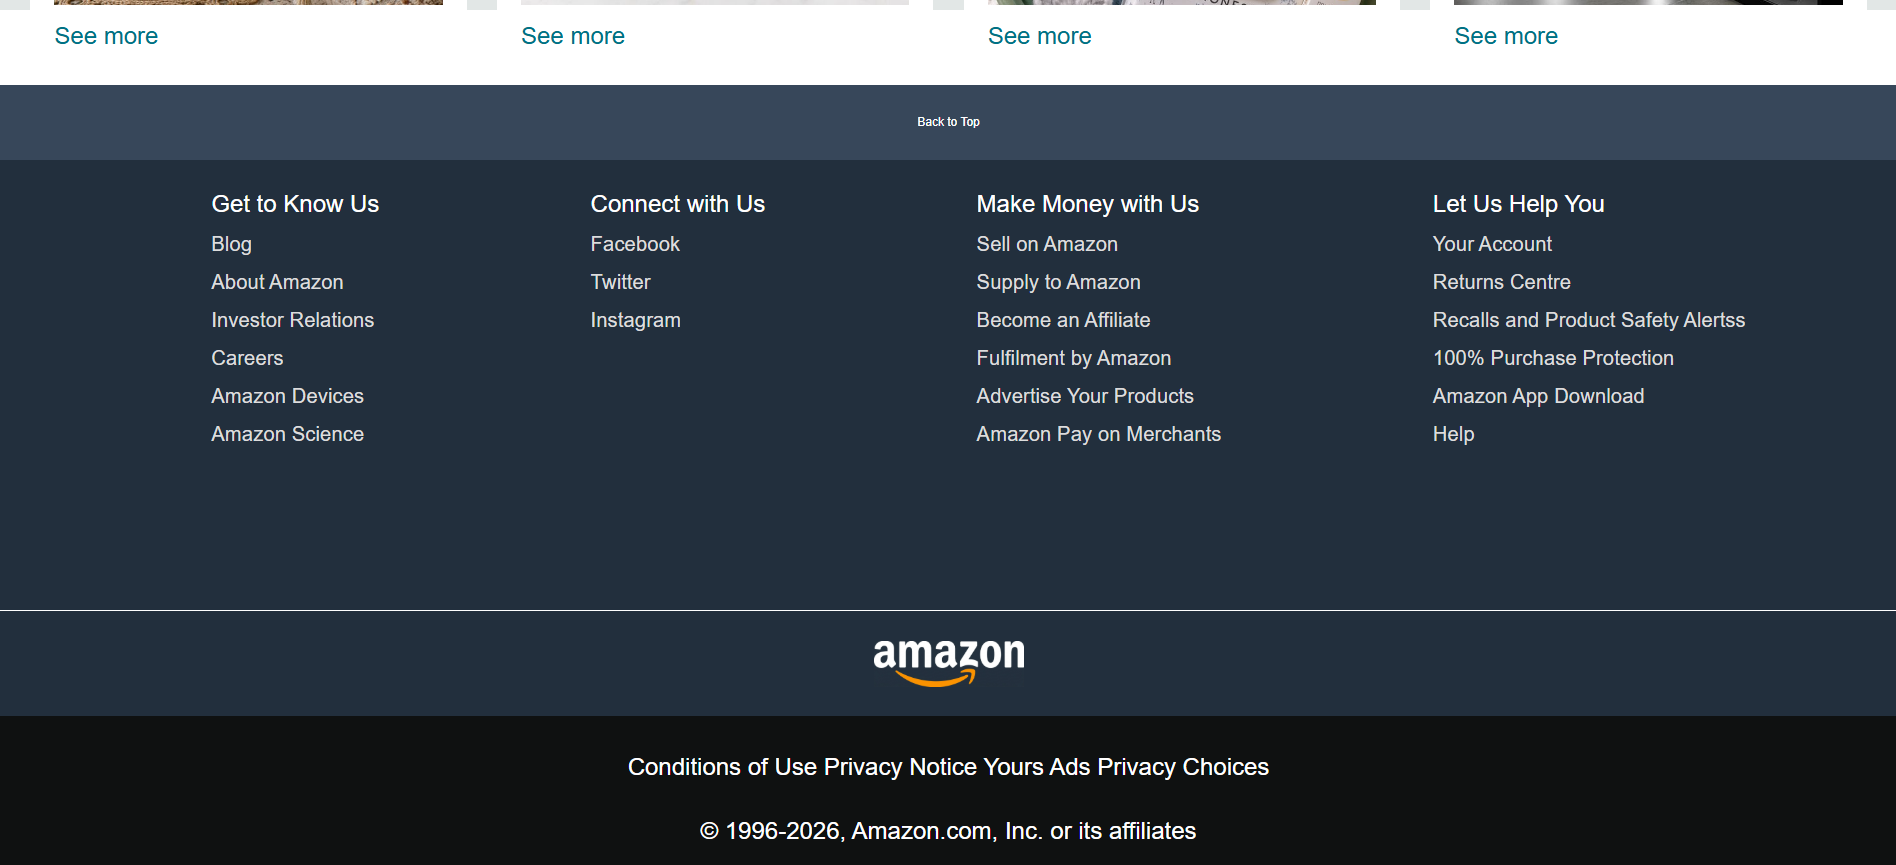 See more
See more
See more
See more
Back to Top
Get to Know Us
Blog
About Amazon
Investor Relations
Careers
Amazon Devices
Amazon Science
Connect with Us
Facebook
Twitter
Instagram
Make Money with Us
Sell on Amazon
Supply to Amazon
Become an Affiliate
Fulfilment by Amazon
Advertise Your Products
Amazon Pay on Merchants
Let Us Help You
Your Account
Returns Centre
Recalls and Product Safety Alertss
100% Purchase Protection
Amazon App Download
Help
amazon
Conditions of Use Privacy Notice Yours Ads Privacy Choices
© 1996-2026, Amazon.com, Inc. or its affiliates